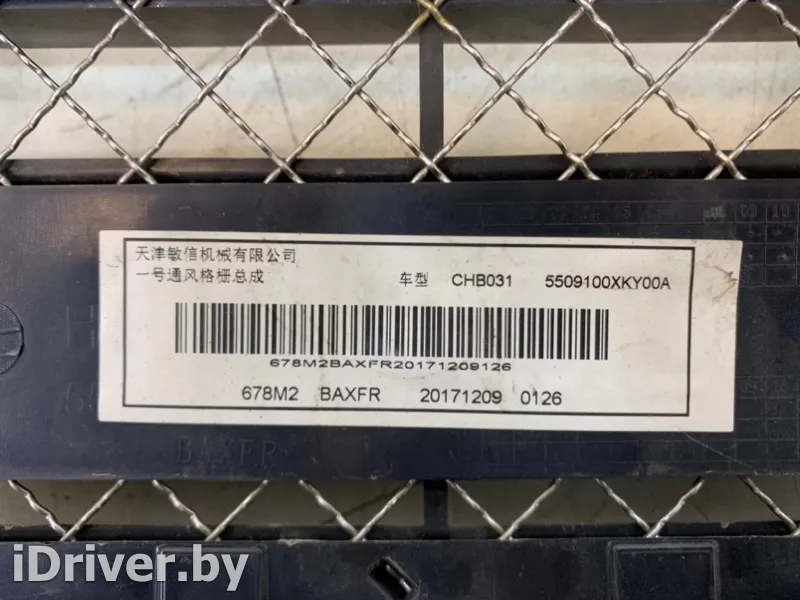 天津敏信机械有限公司
一号通风格栅总成 车型 CHB031 5509100XKY00A
678M2BAXFR20171209126
678M2 BAXFR 20171209 0126
BAXFR
iDriver.by